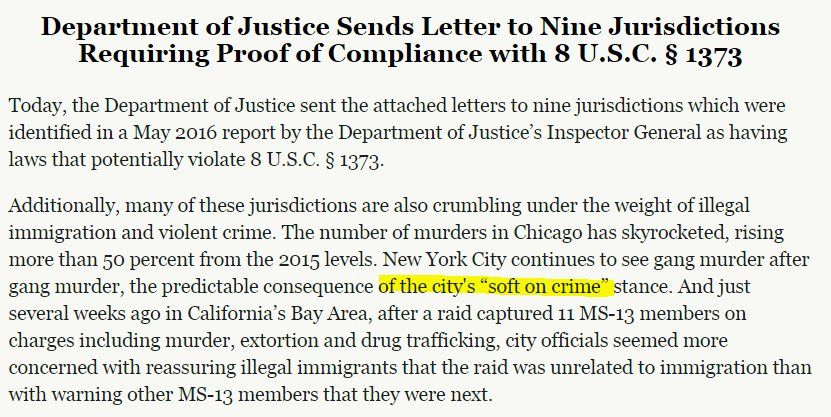 Department of Justice Sends Letter to Nine Jurisdictions
Requiring Proof of Compliance with 8 U.S.C. § 1373
Today, the Department of Justice sent the attached letters to nine jurisdictions which were
identified in a May 2016 report by the Department of Justice’s Inspector General as having
laws that potentially violate 8 U.S.C. § 1373.
Additionally, many of these jurisdictions are also crumbling under the weight of illegal
immigration and violent crime. The number of murders in Chicago has skyrocketed, rising
more than 50 percent from the 2015 levels. New York City continues to see gang murder after
gang murder, the predictable consequence of the city's “soft on crime” stance. And just
several weeks ago in California’s Bay Area, after a raid captured 11 MS-13 members on
charges including murder, extortion and drug trafficking, city officials seemed more
concerned with reassuring illegal immigrants that the raid was unrelated to immigration than
with warning other MS-13 members that they were next.